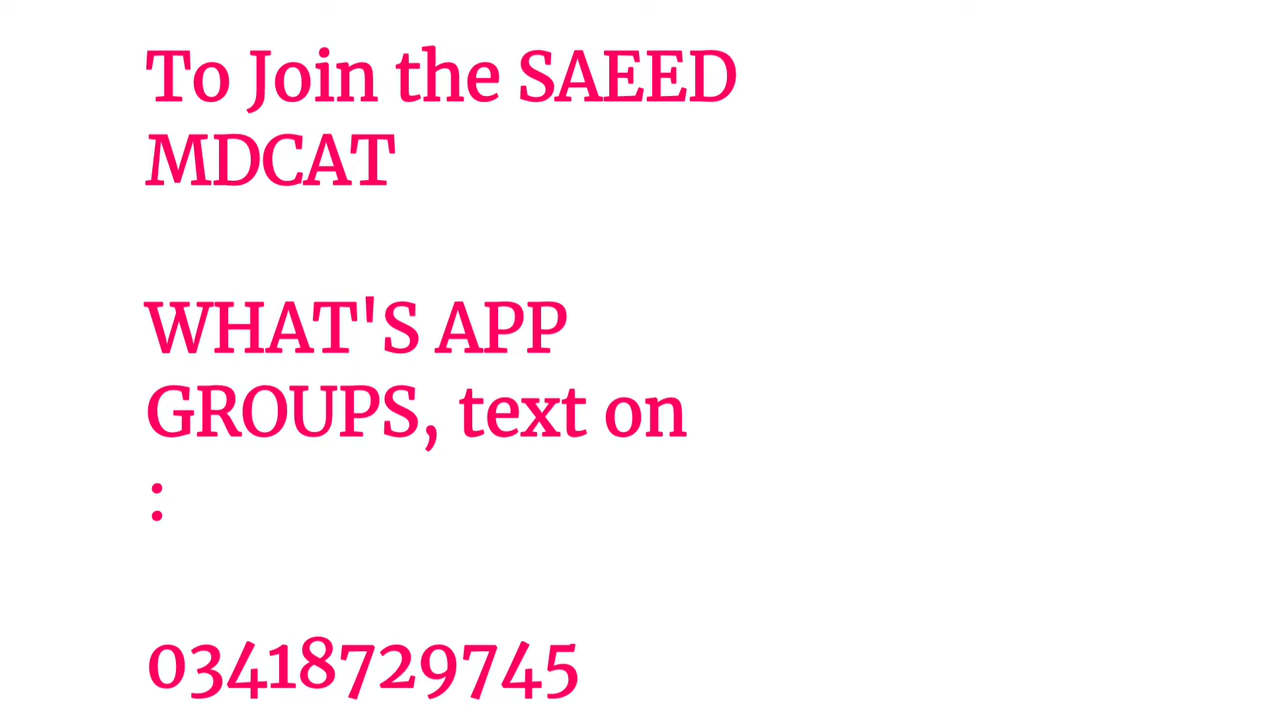 To Join the SAEED
MDCAT
WHAT'S APP
GROUPS, text on
:
03418729745